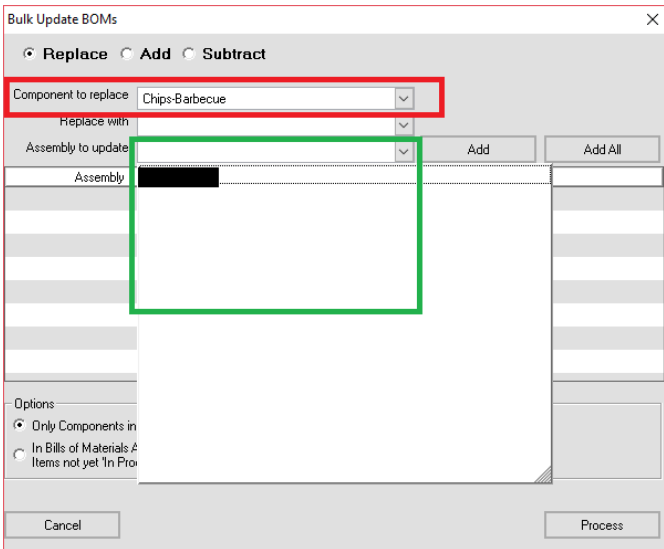 Bulk Update BOMs
Replace Add Subtract
Component to replace Chips-Barbecue
Replace with
Assembly to update Add Add All
Assembly
Options
Only Components in
In Bills of Materials A
Items not yet 'In Pro
Cancel Process